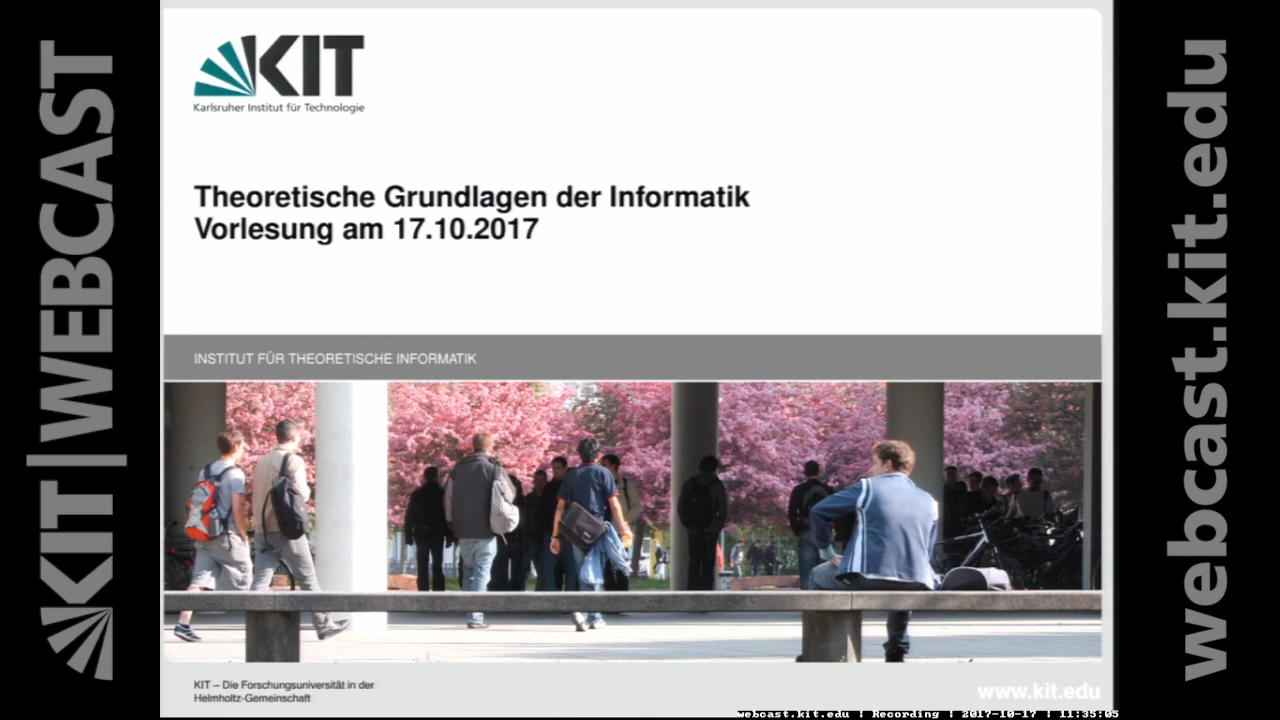 KIT
Karlsruher Institut für Technologie
Theoretische Grundlagen der Informatik
Vorlesung am 17.10.2017
INSTITUT FÜR THEORETISCHE INFORMATIK
KIT – Die Forschungsuniversität in der
Helmholtz-Gemeinschaft
www.kit.edu
KIT|WEBCAST
webcast.kit.edu
webcast.kit.edu | Recording | 2017-10-17 | 11:35:05